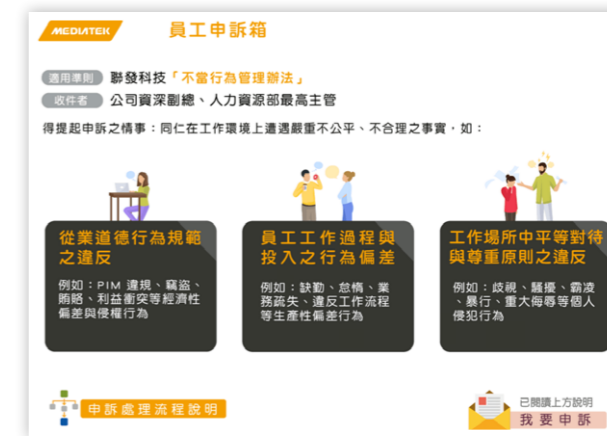 MEDIATEK
員工申訴箱
適用準則 聯發科技「不當行為管理辦法」
收件者 公司資深副總、人力資源部最高主管
得提起申訴之情事：同仁在工作環境上遭遇嚴重不公平、不合理之事實，如：
從業道德行為規範
之違反
例如：PIM 違規、竊盜、
賄賂、利益衝突等經濟性
偏差與侵權行為
員工工作過程與
投入之行為偏差
例如：缺勤、怠惰、業
務疏失、違反工作流程
等生產性偏差行為
工作場所中平等對待
與尊重原則之違反
例如：歧視、騷擾、霸凌
、暴行、重大侮辱等個人
侵犯行為
申訴處理流程說明
已閱讀上方說明
我要申訴